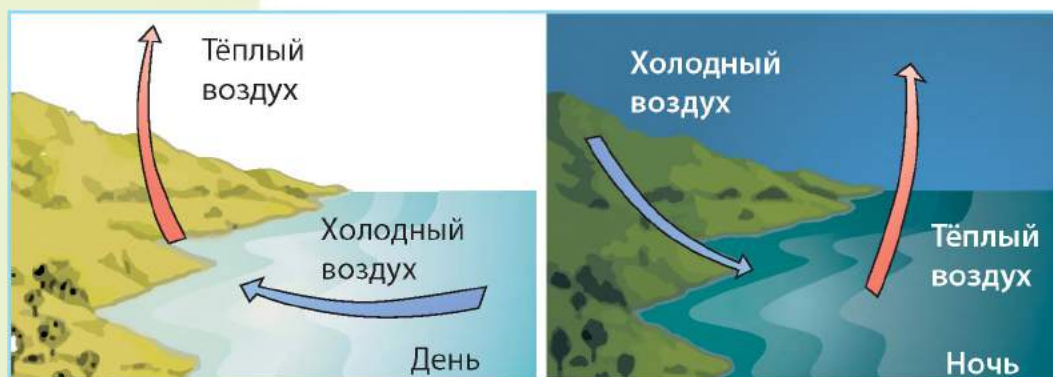 Тёплый
воздух
Холодный
воздух
День
Холодный
воздух
Тёплый
воздух
Ночь